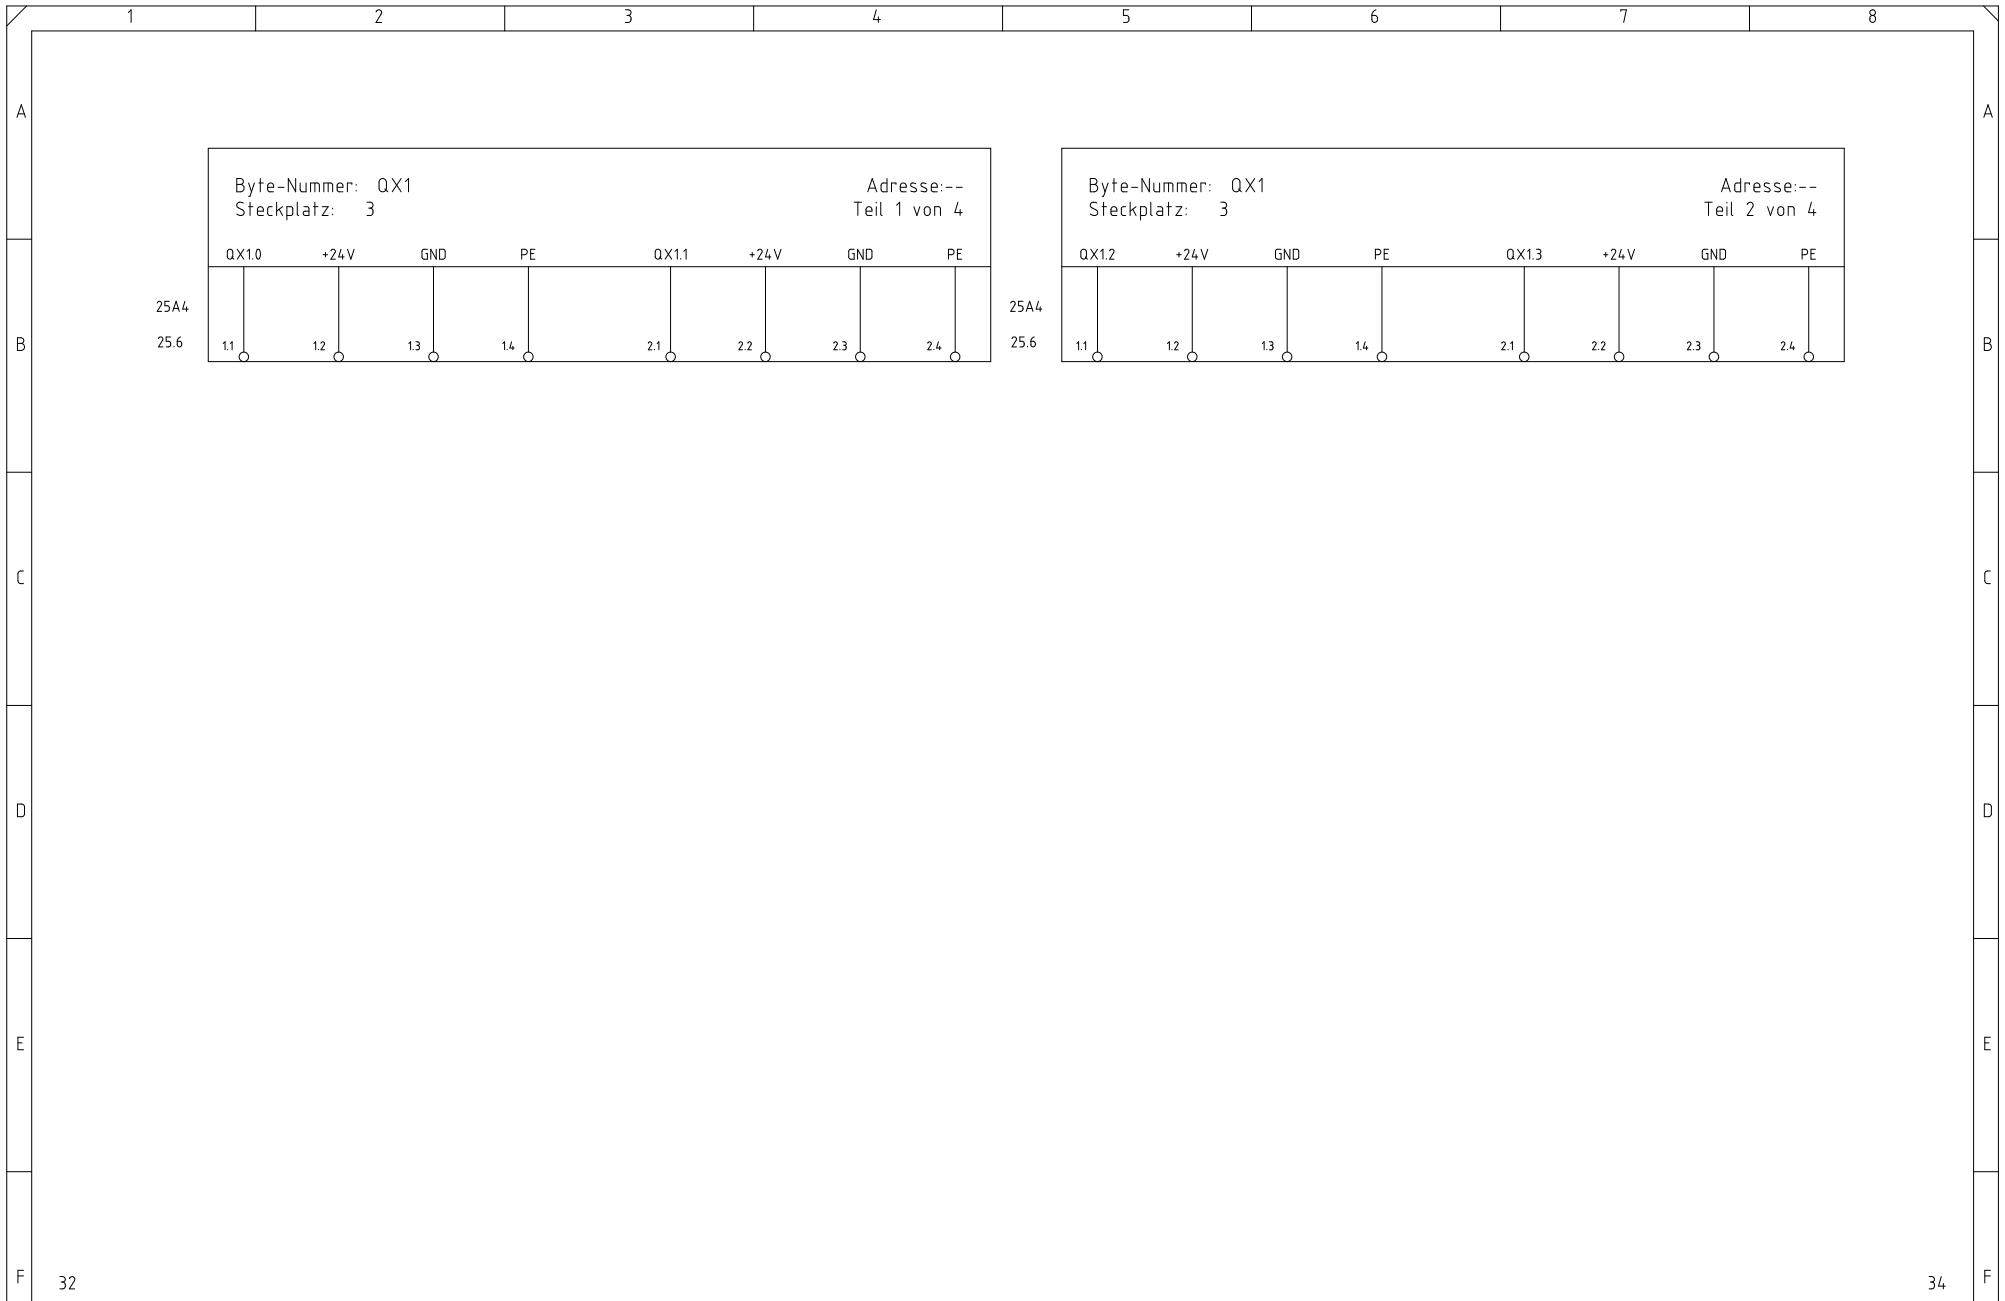 1 2 3 4 5 6 7 8
A A
Byte-Nummer: QX1 Adresse:--
Steckplatz: 3 Teil 1 von 4
QX1.0 +24V GND PE QX1.1 +24V GND PE
25A4
25.6 1.1 1.2 1.3 1.4 2.1 2.2 2.3 2.4
Byte-Nummer: QX1 Adresse:--
Steckplatz: 3 Teil 2 von 4
QX1.2 +24V GND PE QX1.3 +24V GND PE
25A4
25.6 1.1 1.2 1.3 1.4 2.1 2.2 2.3 2.4
B B
C C
D D
E E
F 32 34 F